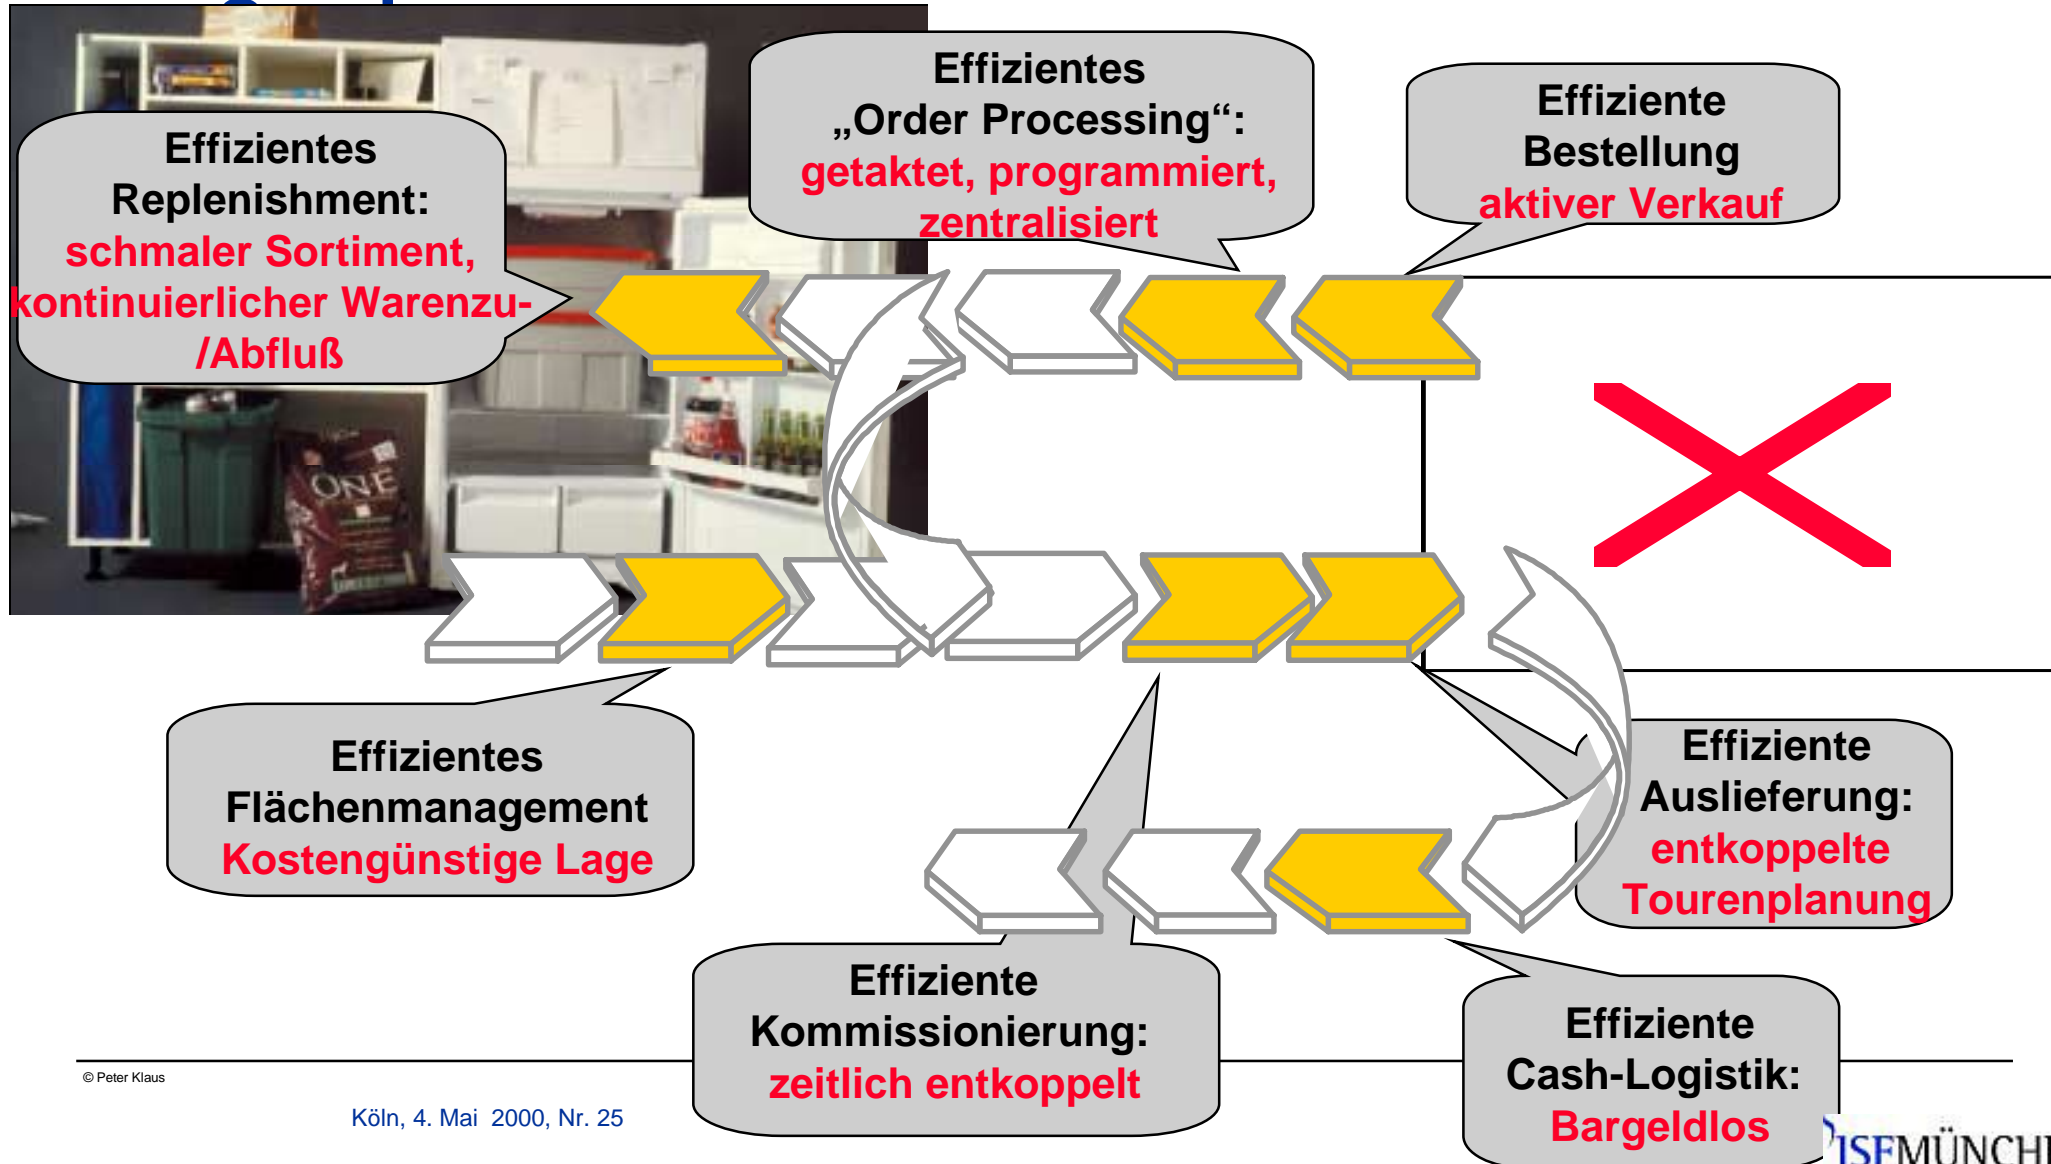 Effizientes
Replenishment:
schmaler Sortiment,
kontinuierlicher Warenzu-
/Abfluß
Effizientes
„Order Processing“:
getaktet, programmiert,
zentralisiert
Effiziente
Bestellung
aktiver Verkauf
ONE
Effizientes
Flächenmanagement
Kostengünstige Lage
Effiziente
Auslieferung:
entkoppelte
Tourenplanung
Effiziente
Kommissionierung:
zeitlich entkoppelt
Effiziente
Cash-Logistik:
Bargeldlos
© Peter Klaus
Köln, 4. Mai 2000, Nr. 25